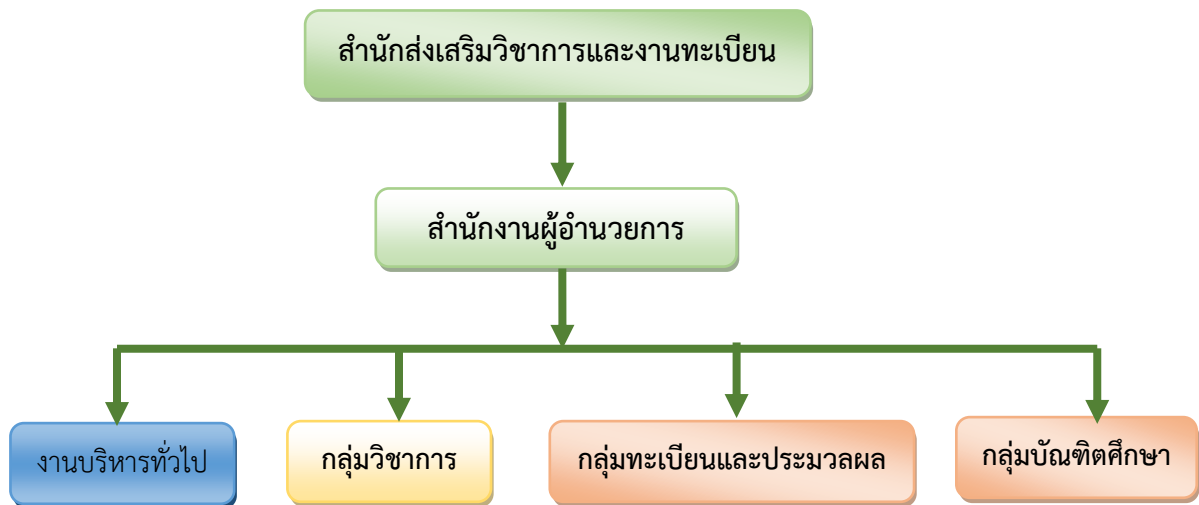 สำนักส่งเสริมวิชาการและงานทะเบียน
สำนักงานผู้อำนวยการ
งานบริหารทั่วไป
กลุ่มวิชาการ
กลุ่มทะเบียนและประมวลผล
กลุ่มบัณฑิตศึกษา